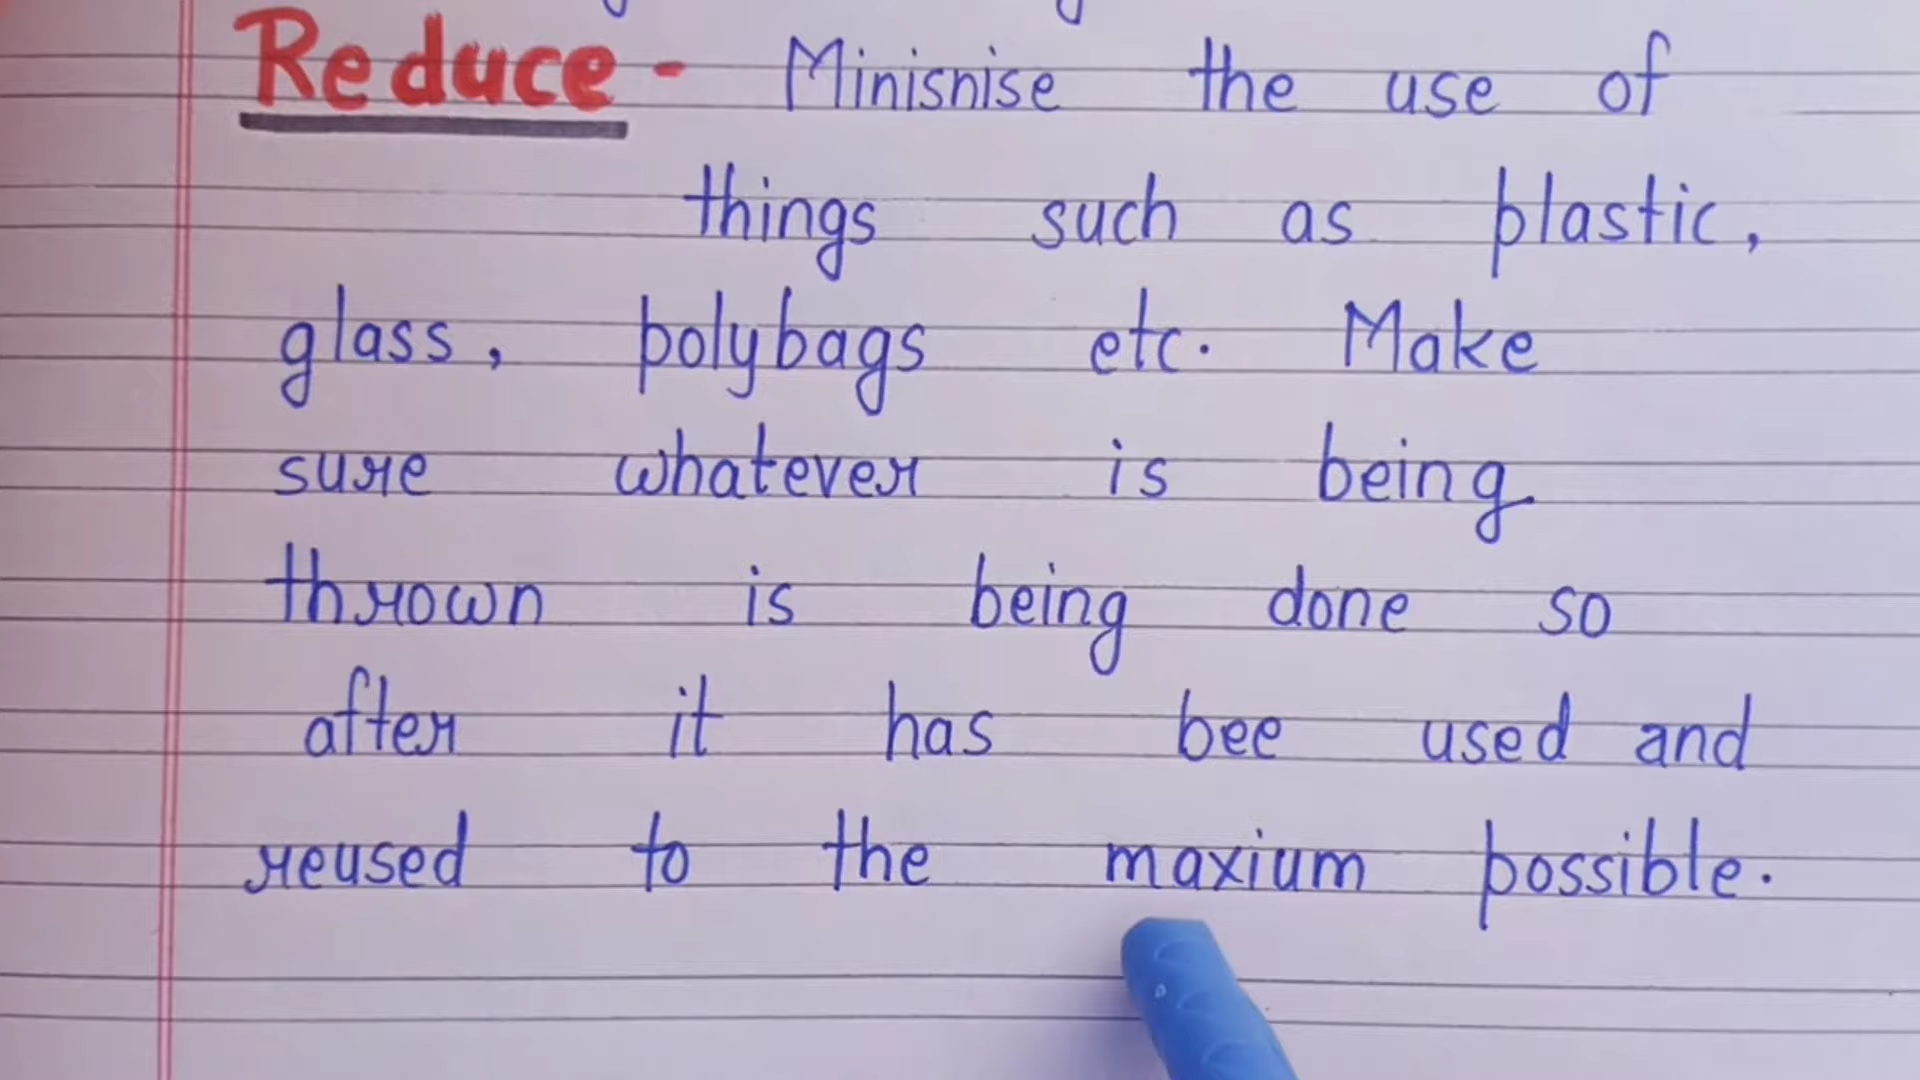 Reduce - Minisnise the use of
things such as plastic,
glass, polybags etc. Make
sure whatever is being
thrown is being done so
after it has bee used and
reused to the maxium possible.